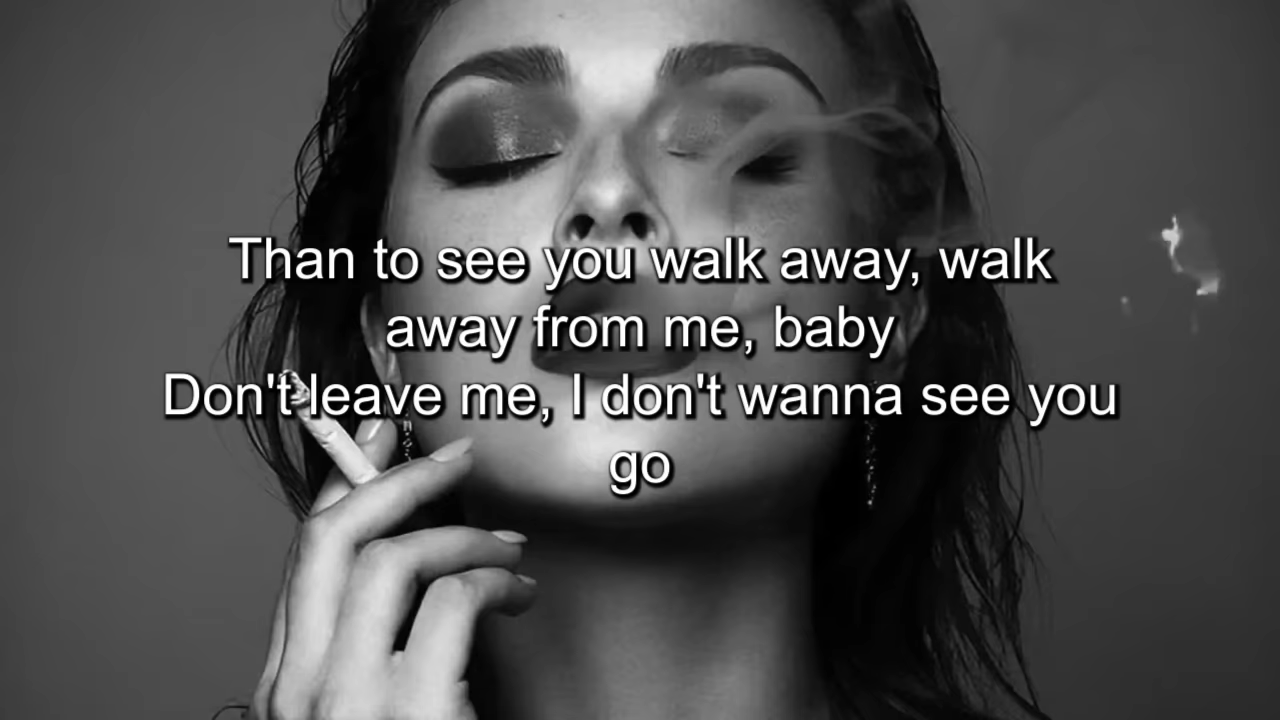 Than to see you walk away, walk
away from me, baby
Don't leave me, I don't wanna see you
go